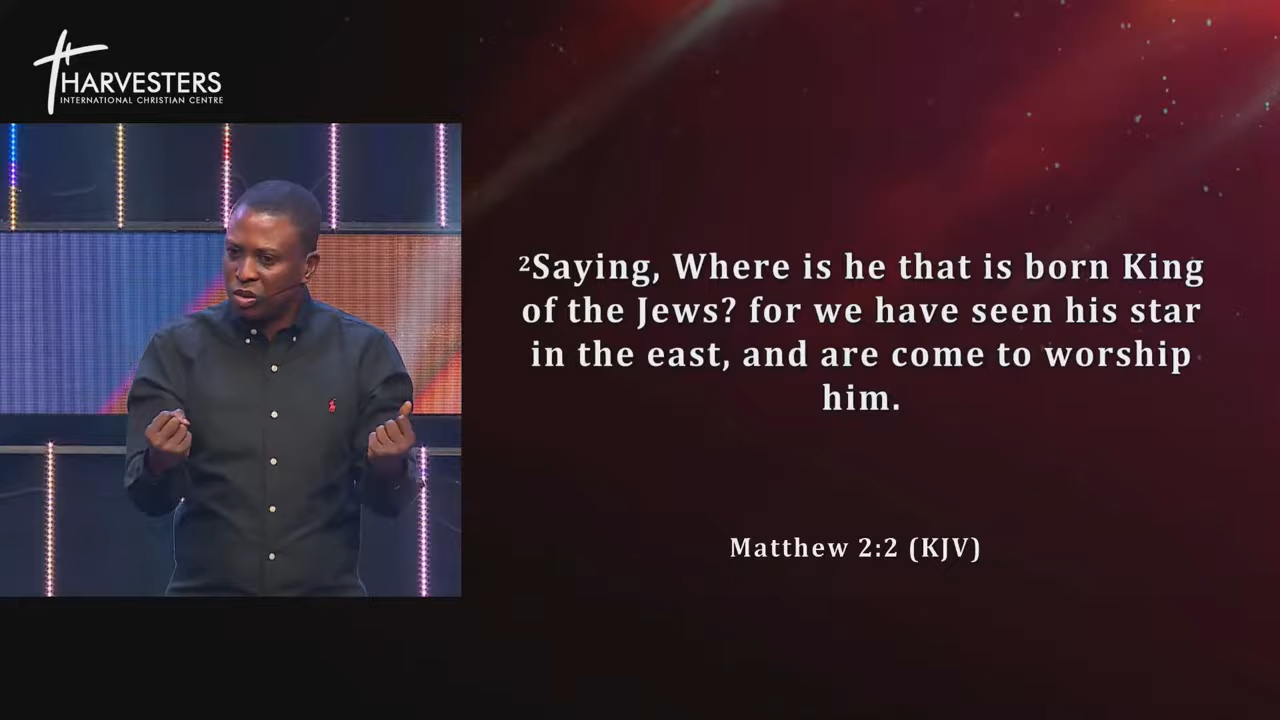 HARVESTERS
INTERNATIONAL CHRISTIAN CENTRE
²Saying, Where is he that is born King
of the Jews? for we have seen his star
in the east, and are come to worship
him.
Matthew 2:2 (KJV)